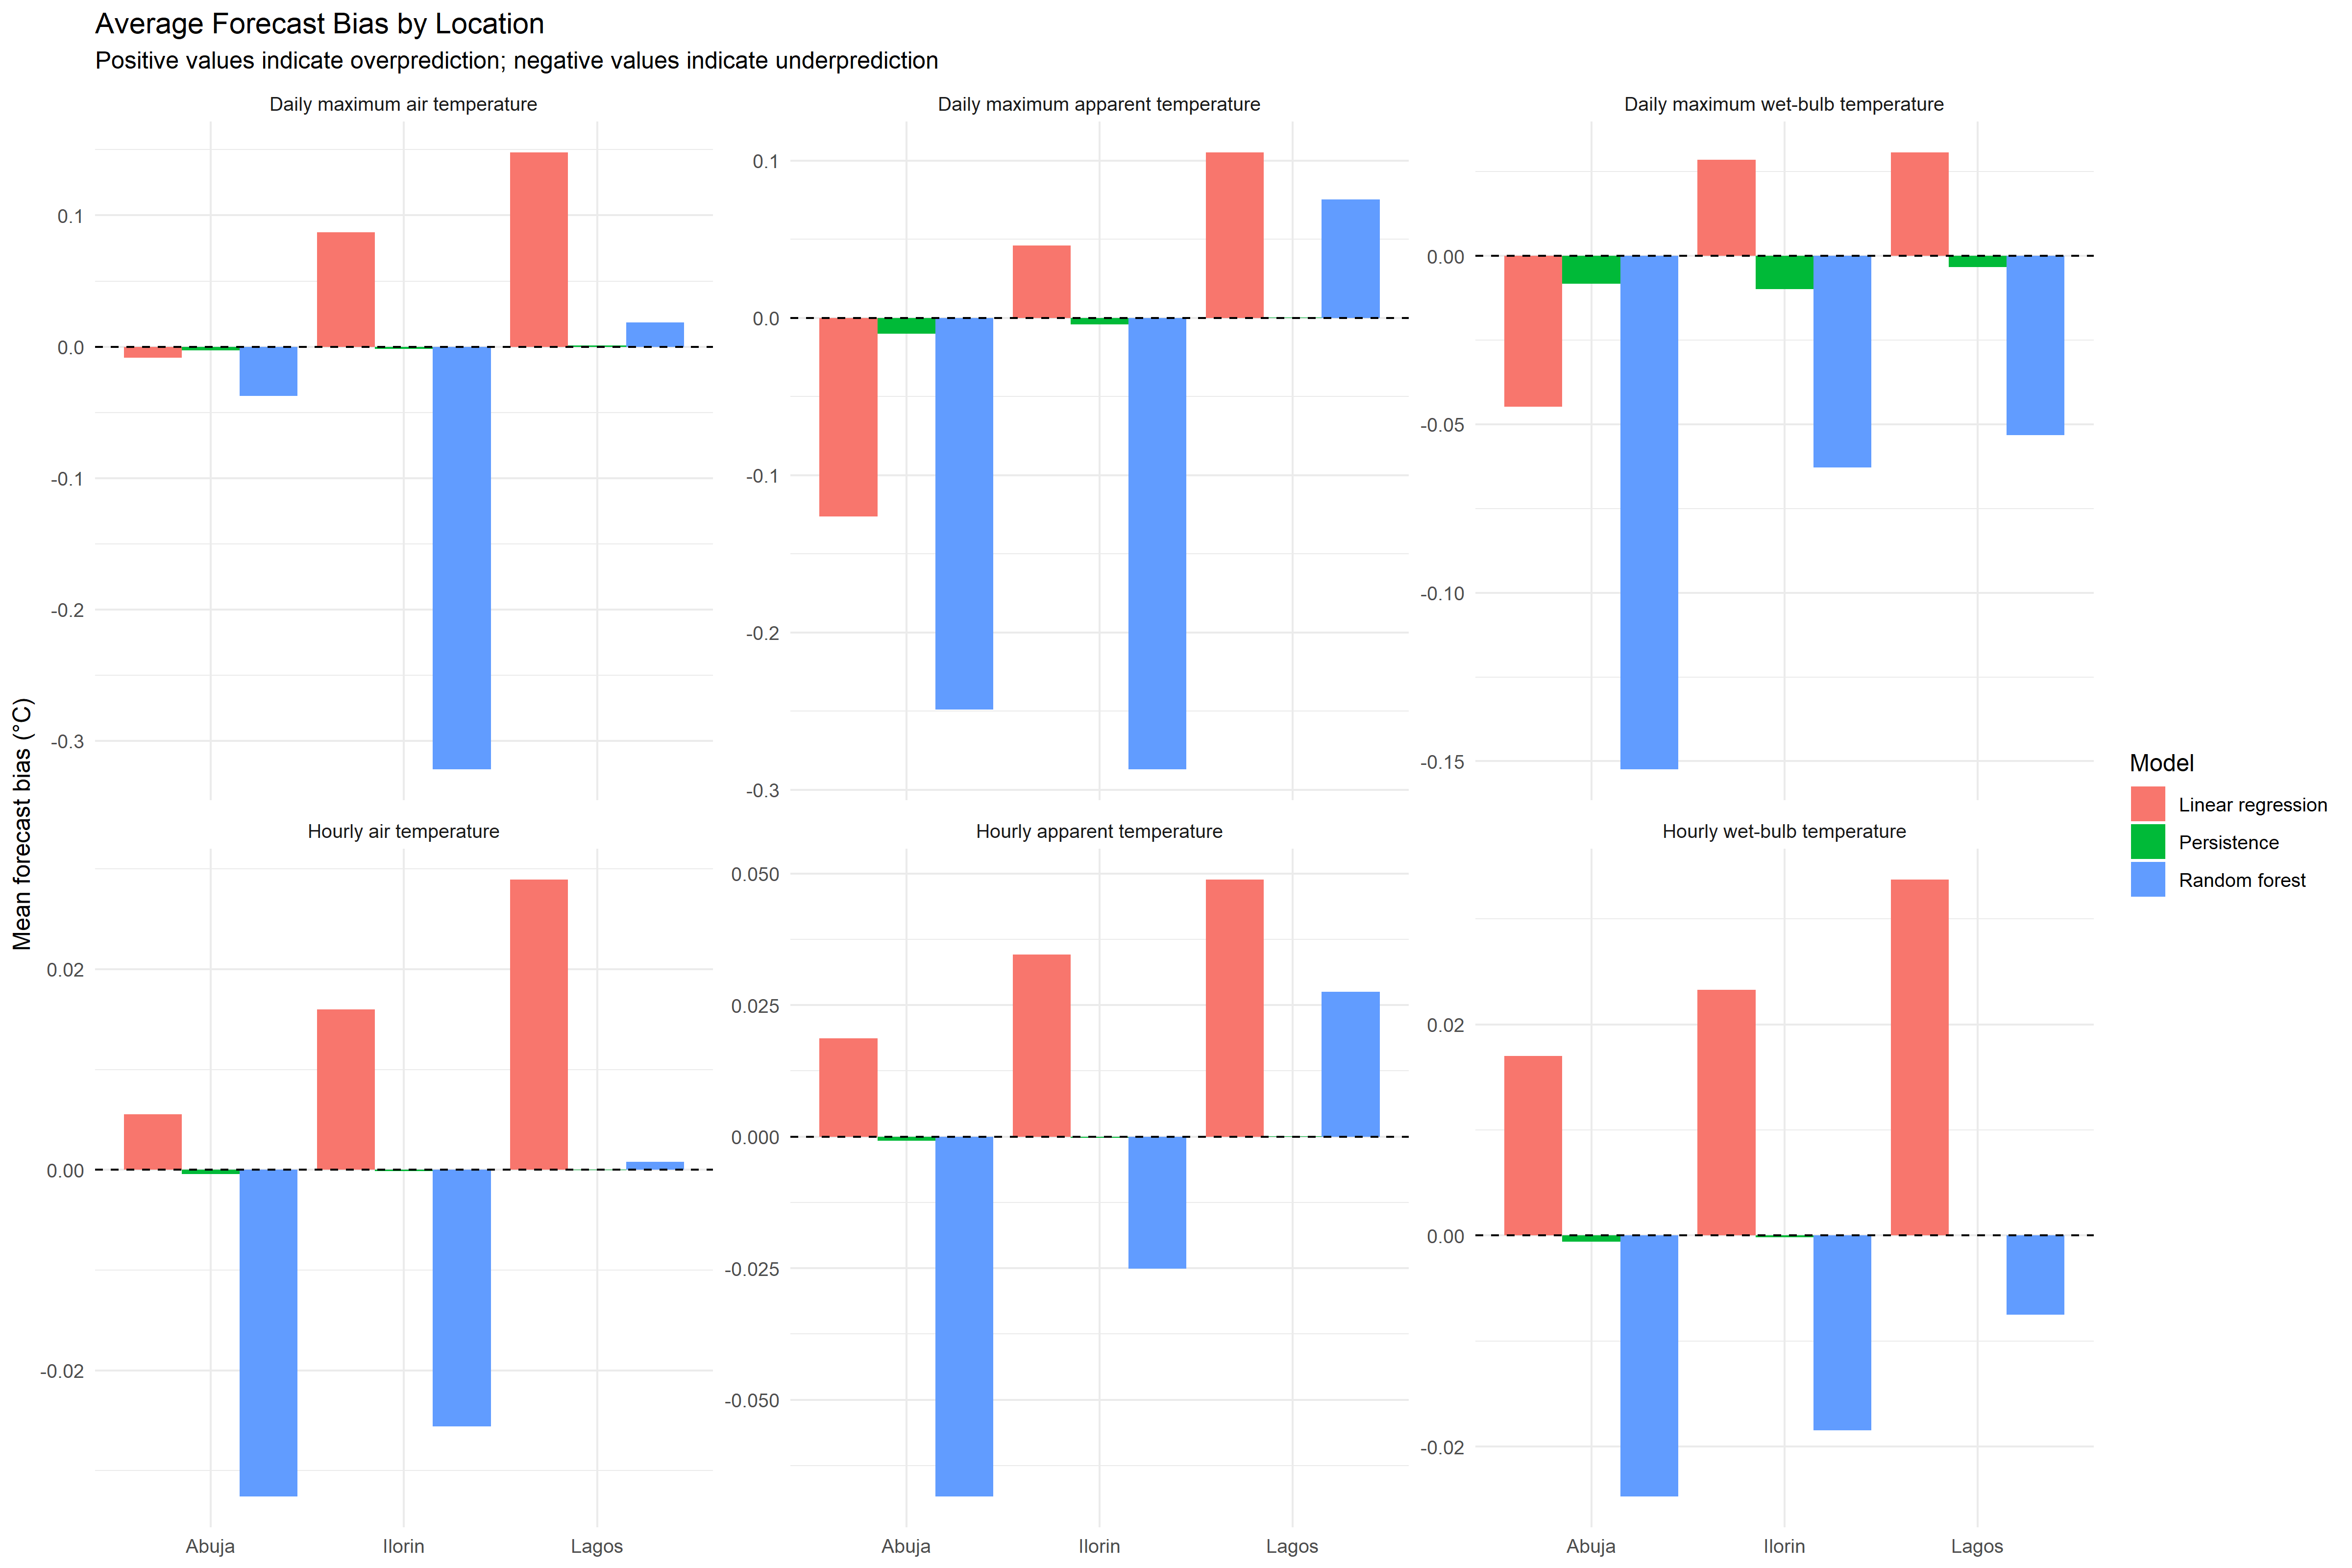 Average Forecast Bias by Location
Positive values indicate overprediction; negative values indicate underprediction
Mean forecast bias (°C)
Daily maximum air temperature
0.1
0.0
-0.1
-0.2
-0.3
Daily maximum apparent temperature
0.1
0.0
-0.1
-0.2
-0.3
Daily maximum wet-bulb temperature
0.00
-0.05
-0.10
-0.15
Hourly air temperature
0.02
0.00
-0.02
Abuja Ilorin Lagos
Hourly apparent temperature
0.050
0.025
0.000
-0.025
-0.050
Abuja Ilorin Lagos
Hourly wet-bulb temperature
0.02
0.00
-0.02
Abuja Ilorin Lagos
Model
Linear regression
Persistence
Random forest